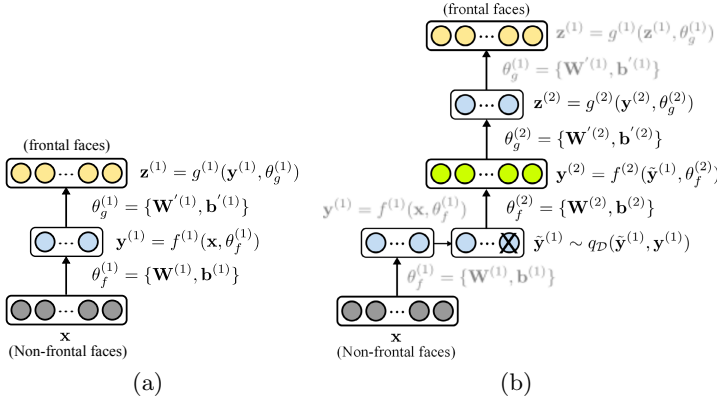 (frontal faces)
z^{(1)} = g^{(1)}(y^{(1)}, θ_g^{(1)})
θ_g^{(1)} = {W'^{(1)}, b'^{(1)}}
y^{(1)} = f^{(1)}(x, θ_f^{(1)})
θ_f^{(1)} = {W^{(1)}, b^{(1)}}
x
(Non-frontal faces)
(a)
(frontal faces)
z^{(1)} = g^{(1)}(z^{(1)}, θ_g^{(1)})
θ_g^{(1)} = {W'^{(1)}, b'^{(1)}}
z^{(2)} = g^{(2)}(y^{(2)}, θ_g^{(2)})
θ_g^{(2)} = {W'^{(2)}, b'^{(2)}}
y^{(2)} = f^{(2)}(ỹ^{(1)}, θ_f^{(2)})
θ_f^{(2)} = {W^{(2)}, b^{(2)}}
y^{(1)} = f^{(1)}(x, θ_f^{(1)})
ỹ^{(1)} ∼ q_D(ỹ^{(1)}, y^{(1)})
θ_f^{(1)} = {W^{(1)}, b^{(1)}}
x
(Non-frontal faces)
(b)